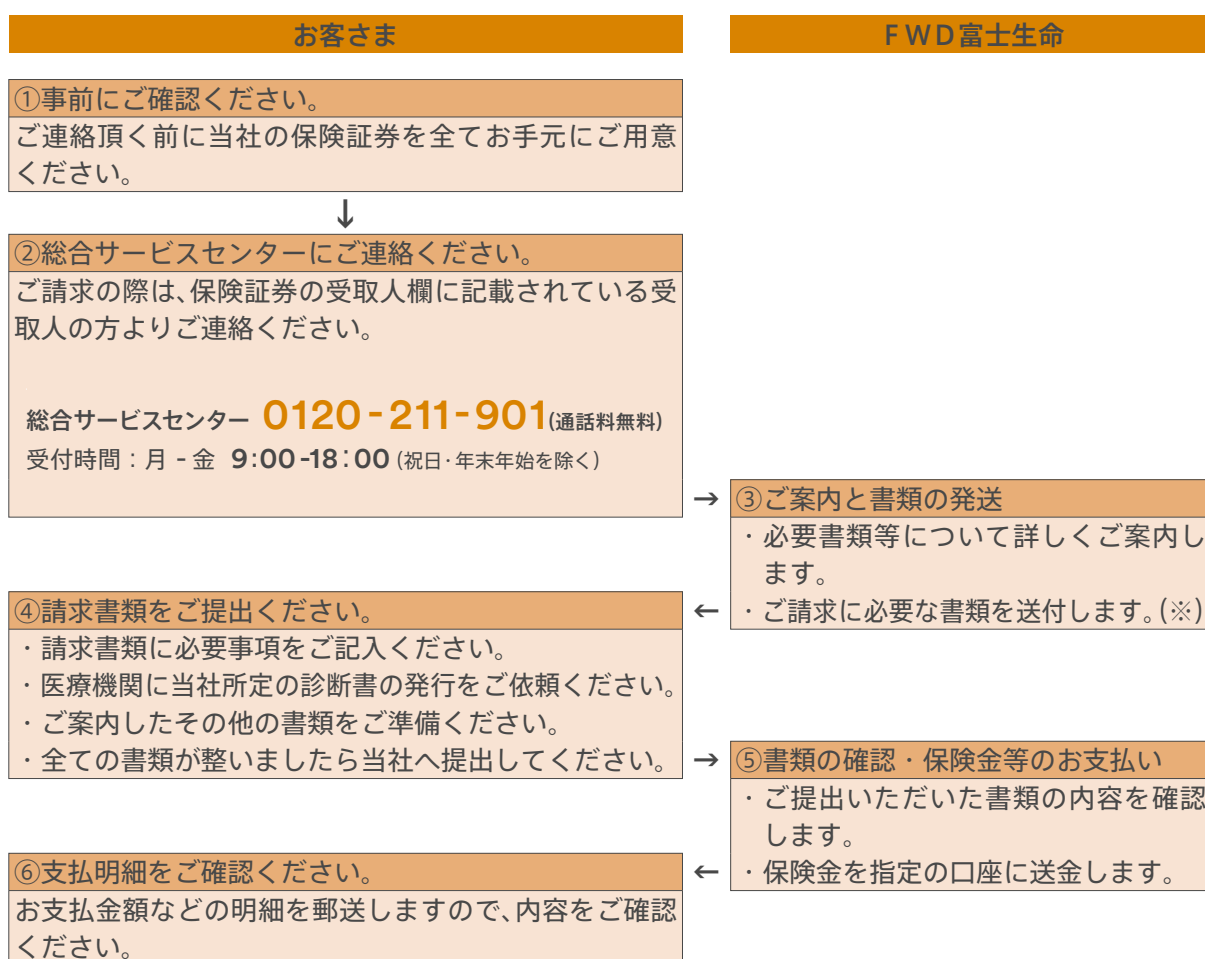 お客さま
FWD富士生命
①事前にご確認ください。
ご連絡頂く前に当社の保険証券を全てお手元にご用意
ください。
↓
②総合サービスセンターにご連絡ください。
ご請求の際は、保険証券の受取人欄に記載されている受
取人の方よりご連絡ください。
総合サービスセンター 0120-211-901(通話料無料)
受付時間:月-金 9:00-18:00(祝日・年末年始を除く)
→
③ご案内と書類の発送
・必要書類等について詳しくご案内し
ます。
・ご請求に必要な書類を送付します。(※)
←
④請求書類をご提出ください。
・請求書類に必要事項をご記入ください。
・医療機関に当社所定の診断書の発行をご依頼ください。
・ご案内したその他の書類をご準備ください。
・全ての書類が整いましたら当社へ提出してください。
→
⑤書類の確認・保険金等のお支払い
・ご提出いただいた書類の内容を確認
します。
・保険金を指定の口座に送金します。
←
⑥支払明細をご確認ください。
お支払金額などの明細を郵送しますので、内容をご確認
ください。